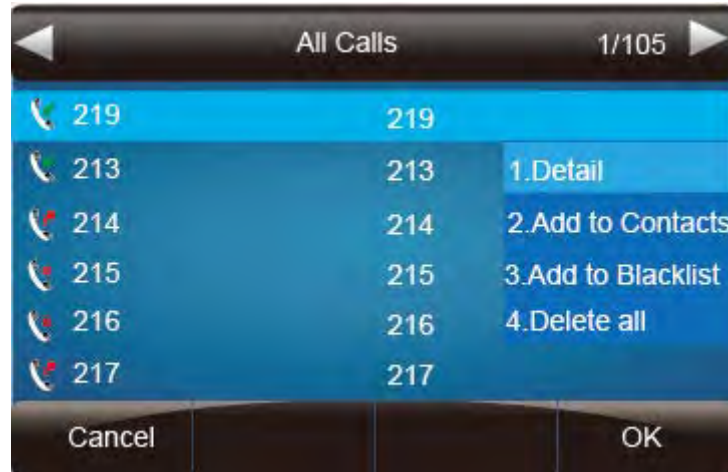 All Calls 1/105
219 219
213 213 1.Detail
214 214 2.Add to Contacts
215 215 3.Add to Blacklist
216 216 4.Delete all
217 217
Cancel OK